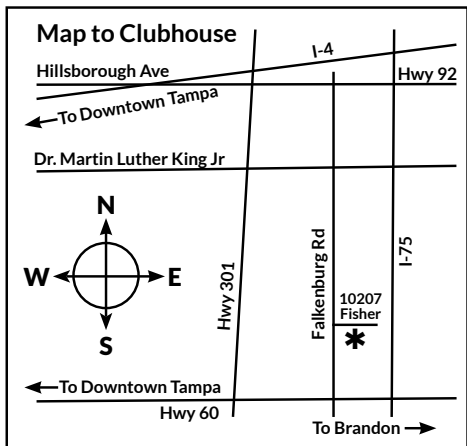 Map to Clubhouse
I-4
Hillsborough Ave
Hwy 92
To Downtown Tampa
Dr. Martin Luther King Jr
N
W
E
S
Hwy 301
Falkenburg Rd
I-75
10207
Fisher
*
To Downtown Tampa
Hwy 60
To Brandon